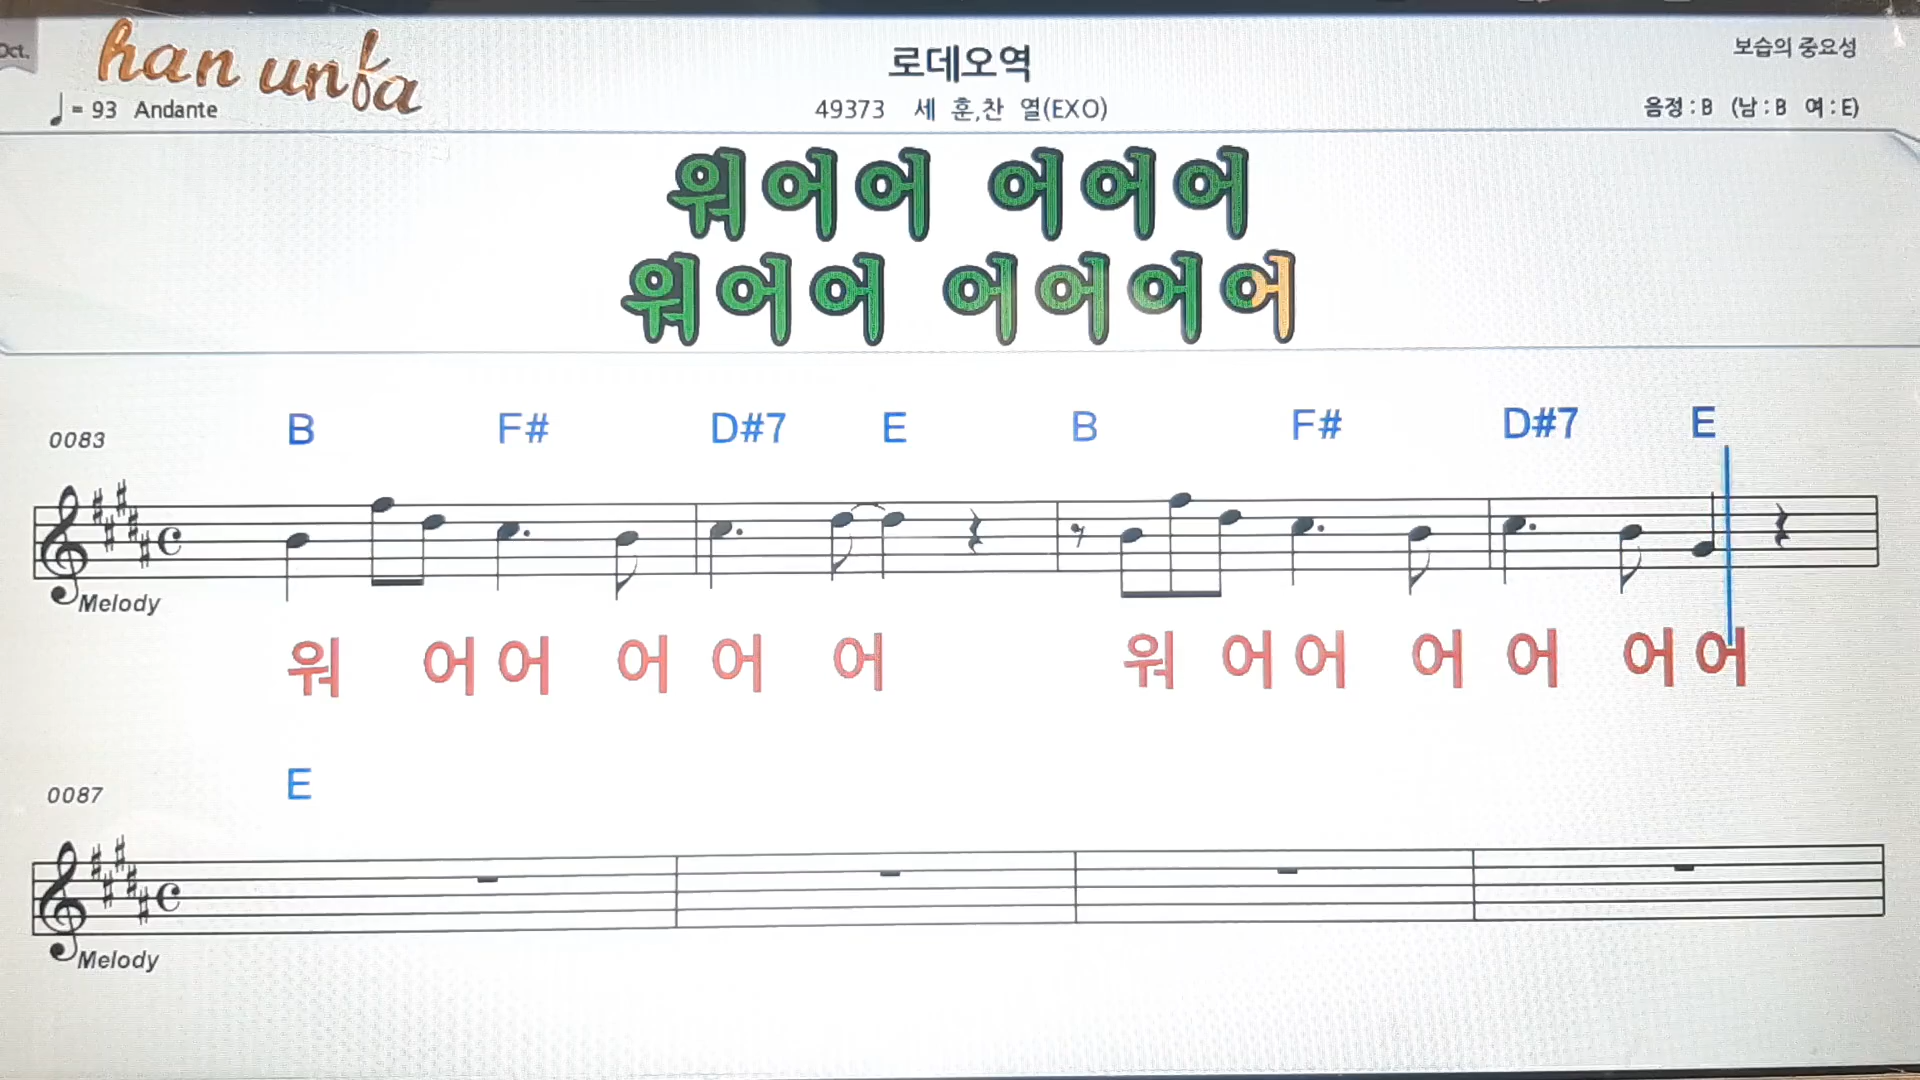 Oct.
han unfa
로데오역
보습의 중요성
♩= 93 Andante
49373 세 훈,찬 열(EXO)
음정 : B (남 : B 여 : E)
워어어 어어어
워어어 어어어어
0083 B F# D#7 E B F# D#7 E
Melody
워 어 어 어 어 어 워 어 어 어 어 어 어
0087 E
Melody